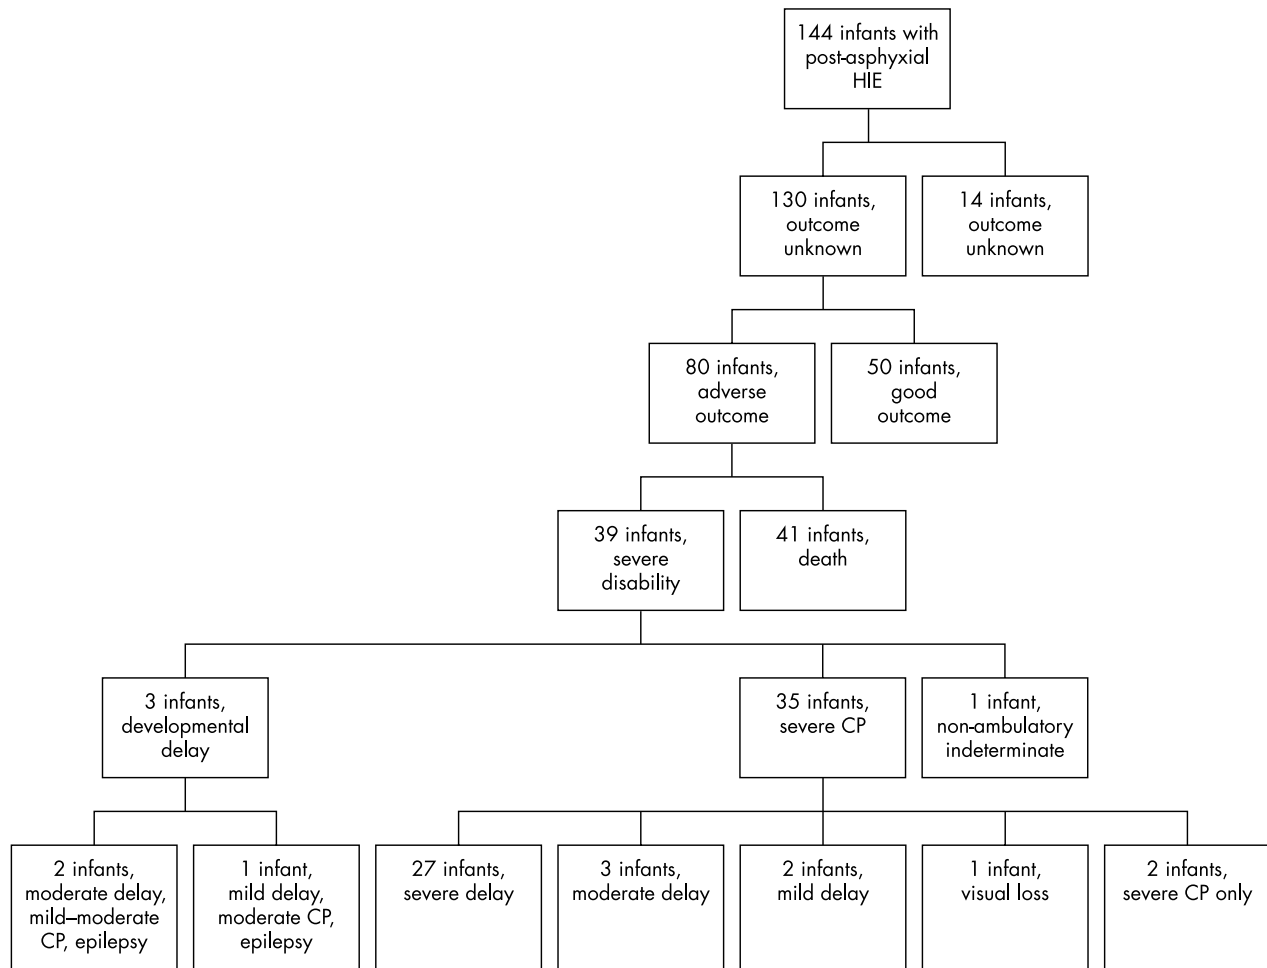 144 infants with
post-asphyxial
HIE
130 infants,
outcome
unknown
14 infants,
outcome
unknown
80 infants,
adverse
outcome
50 infants,
good
outcome
39 infants,
severe
disability
41 infants,
death
3 infants,
developmental
delay
35 infants,
severe CP
1 infant,
non-ambulatory
indeterminate
2 infants,
moderate delay,
mild–moderate
CP, epilepsy
1 infant,
mild delay,
moderate CP,
epilepsy
27 infants,
severe delay
3 infants,
moderate delay
2 infants,
mild delay
1 infant,
visual loss
2 infants,
severe CP only